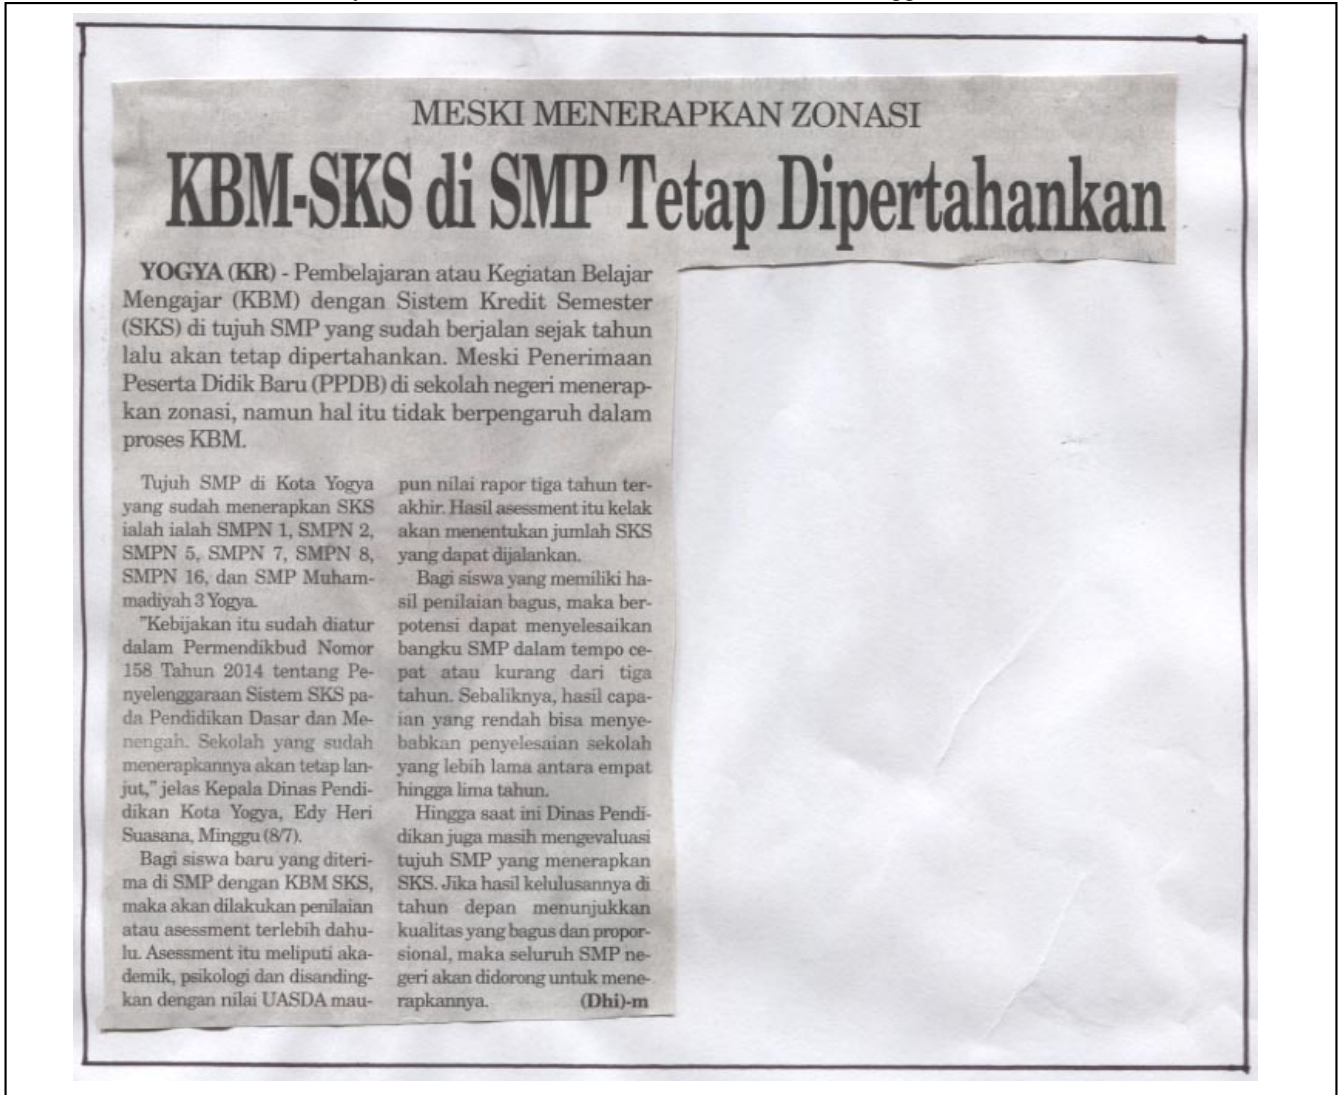 MESKI MENERAPKAN ZONASI
KBM-SKS di SMP Tetap Dipertahankan
YOGYA (KR) - Pembelajaran atau Kegiatan Belajar
Mengajar (KBM) dengan Sistem Kredit Semester
(SKS) di tujuh SMP yang sudah berjalan sejak tahun
lalu akan tetap dipertahankan. Meski Penerimaan
Peserta Didik Baru (PPDB) di sekolah negeri menerap-
kan zonasi, namun hal itu tidak berpengaruh dalam
proses KBM.
Tujuh SMP di Kota Yogya
yang sudah menerapkan SKS
ialah ialah SMPN 1, SMPN 2,
SMPN 5, SMPN 7, SMPN 8,
SMPN 16, dan SMP Muham-
madiyah 3 Yogya.
"Kebijakan itu sudah diatur
dalam Permendikbud Nomor
158 Tahun 2014 tentang Pe-
nyelenggaraan Sistem SKS pa-
da Pendidikan Dasar dan Me-
nengah. Sekolah yang sudah
menerapkannya akan tetap lan-
jut," jelas Kepala Dinas Pendi-
dikan Kota Yogya, Edy Heri
Suasana, Minggu (8/7).
Bagi siswa baru yang diteri-
ma di SMP dengan KBM SKS,
maka akan dilakukan penilaian
atau asessment terlebih dahu-
lu. Asessment itu meliputi aka-
demik, psikologi dan disanding-
kan dengan nilai UASDA mau-
pun nilai rapor tiga tahun ter-
akhir. Hasil asessment itu kelak
akan menentukan jumlah SKS
yang dapat dijalankan.
Bagi siswa yang memiliki ha-
sil penilaian bagus, maka ber-
potensi dapat menyelesaikan
bangku SMP dalam tempo ce-
pat atau kurang dari tiga
tahun. Sebaliknya, hasil capa-
ian yang rendah bisa menye-
babkan penyelesaian sekolah
yang lebih lama antara empat
hingga lima tahun.
Hingga saat ini Dinas Pendi-
dikan juga masih mengevaluasi
tujuh SMP yang menerapkan
SKS. Jika hasil kelulusannya di
tahun depan menunjukkan
kualitas yang bagus dan propor-
sional, maka seluruh SMP ne-
geri akan didorong untuk mene-
rapkannya. (Dhi)-m